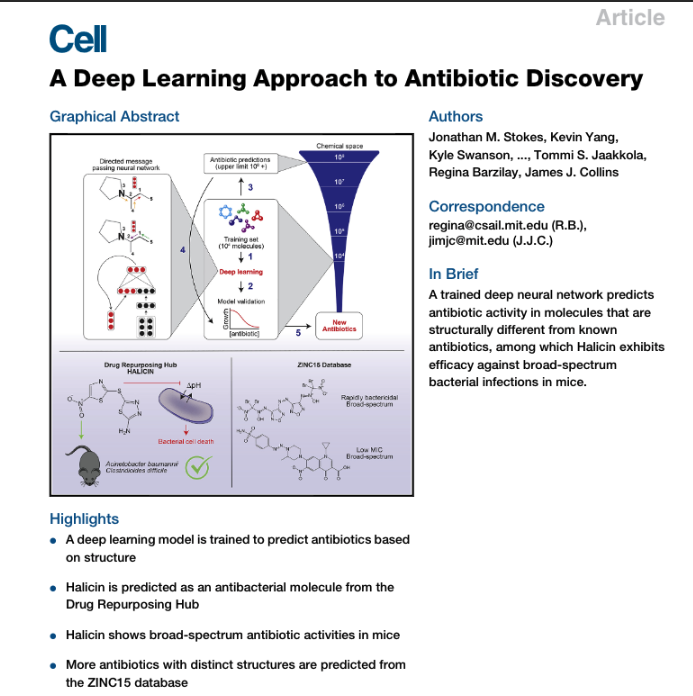 Article
Cell
A Deep Learning Approach to Antibiotic Discovery
Graphical Abstract
Directed message
passing neural network
Antibiotic predictions
(upper limit 10⁸ +)
Chemical space
3
4
Training set
(10⁴ molecules)
1
Deep learning
2
Model validation
Growth
[antibiotic]
5
New
Antibiotics
Drug Repurposing Hub
HALICIN
ΔpH
Bacterial cell death
Acinetobacter baumannii
Clostridioides difficile
ZINC15 Database
Rapidly bactericidal
Broad-spectrum
Low MIC
Broad-spectrum
Highlights
• A deep learning model is trained to predict antibiotics based
on structure
• Halicin is predicted as an antibacterial molecule from the
Drug Repurposing Hub
• Halicin shows broad-spectrum antibiotic activities in mice
• More antibiotics with distinct structures are predicted from
the ZINC15 database
Authors
Jonathan M. Stokes, Kevin Yang,
Kyle Swanson, ..., Tommi S. Jaakkola,
Regina Barzilay, James J. Collins
Correspondence
regina@csail.mit.edu (R.B.),
jimjc@mit.edu (J.J.C.)
In Brief
A trained deep neural network predicts
antibiotic activity in molecules that are
structurally different from known
antibiotics, among which Halicin exhibits
efficacy against broad-spectrum
bacterial infections in mice.